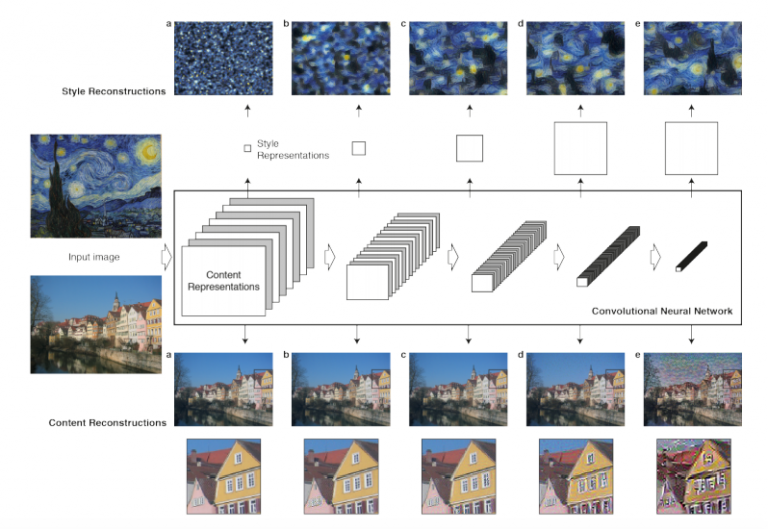 a b c d e
Style Reconstructions
Style
Representations
Input image
Content
Representations
Convolutional Neural Network
a b c d e
Content Reconstructions